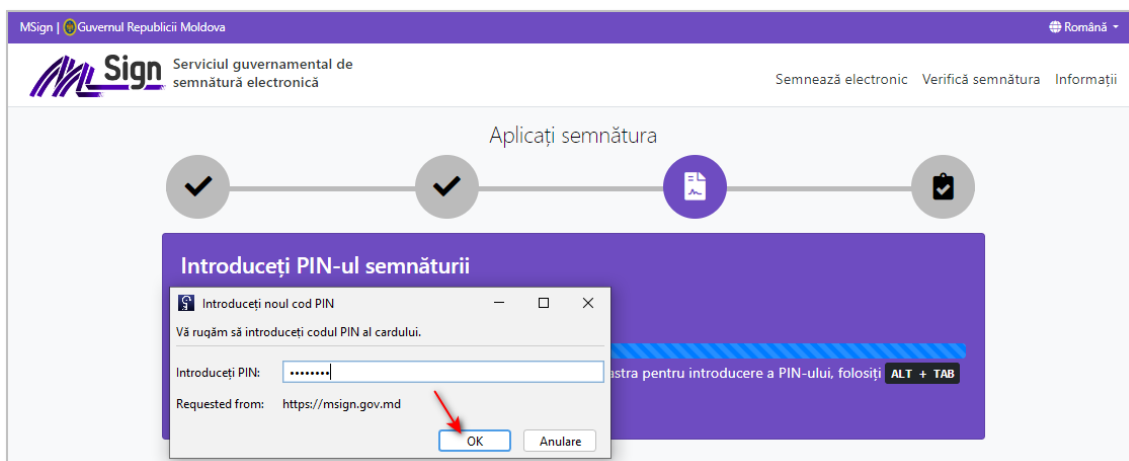 MSign | Guvernul Republicii Moldova
Română
Sign
Serviciul guvernamental de
semnătură electronică
Semnează electronic Verifică semnătura Informații
Aplicați semnătura
Introduceți PIN-ul semnăturii
Introduceți noul cod PIN
Vă rugăm să introduceți codul PIN al cardului.
Introduceți PIN: ••••••••
pentru introducere a PIN-ului, folosiți ALT + TAB
Requested from: https://msign.gov.md
OK Anulare